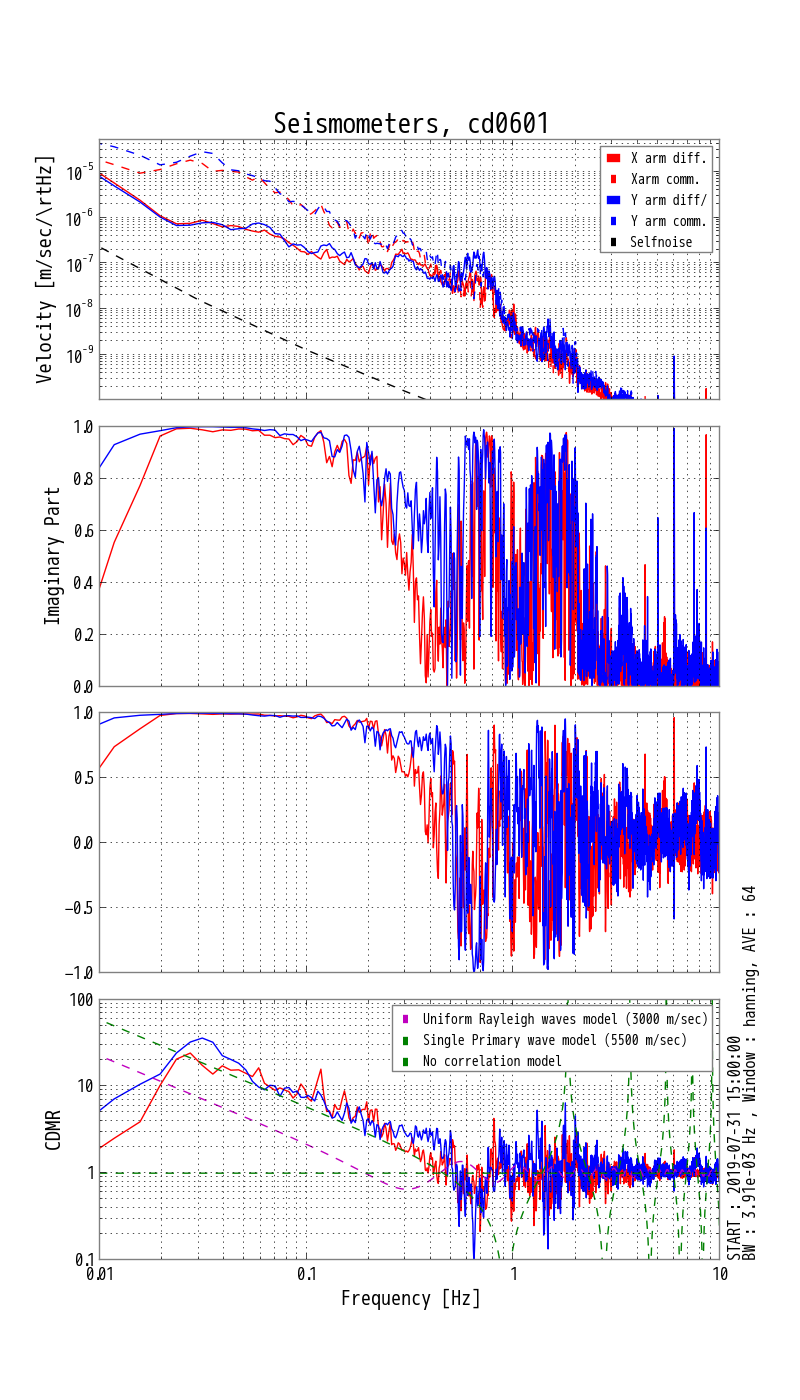 Seismometers, cd0601
Velocity [m/sec/\rtHz]
10^-5
10^-6
10^-7
10^-8
10^-9
X arm diff.
Xarm comm.
Y arm diff/
Y arm comm.
Selfnoise
Imaginary Part
1.0
0.8
0.6
0.4
0.2
0.0
1.0
0.5
0.0
−0.5
−1.0
CDMR
100
10
1
0.1
Uniform Rayleigh waves model (3000 m/sec)
Single Primary wave model (5500 m/sec)
No correlation model
0.01
0.1
1
10
Frequency [Hz]
START : 2019-07-31 15:00:00
BW : 3.91e-03 Hz , Window : hanning, AVE : 64